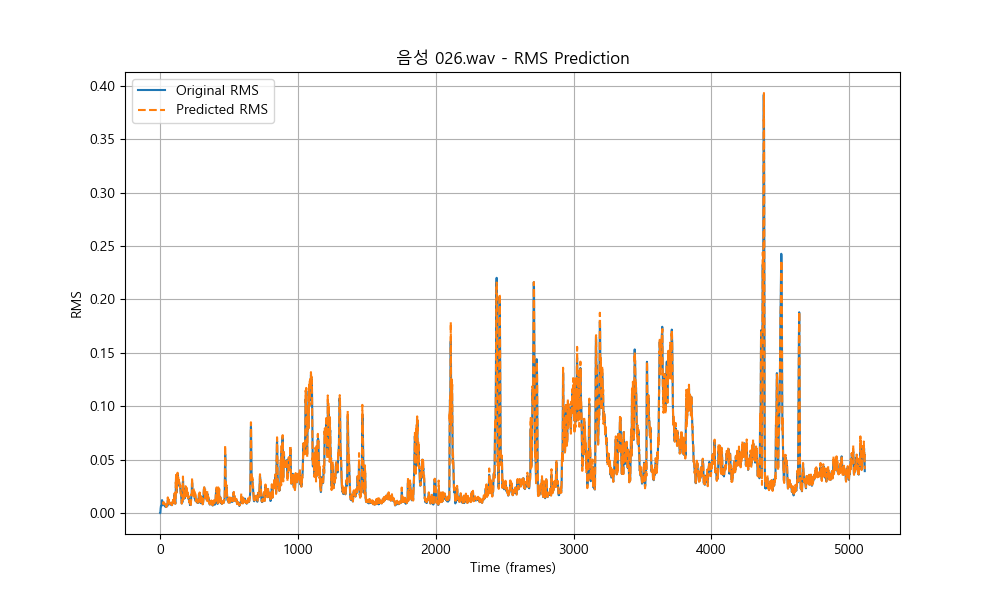 음성 026.wav - RMS Prediction
Original RMS
Predicted RMS
0.40
0.35
0.30
0.25
0.20
0.15
0.10
0.05
0.00
RMS
0 1000 2000 3000 4000 5000
Time (frames)